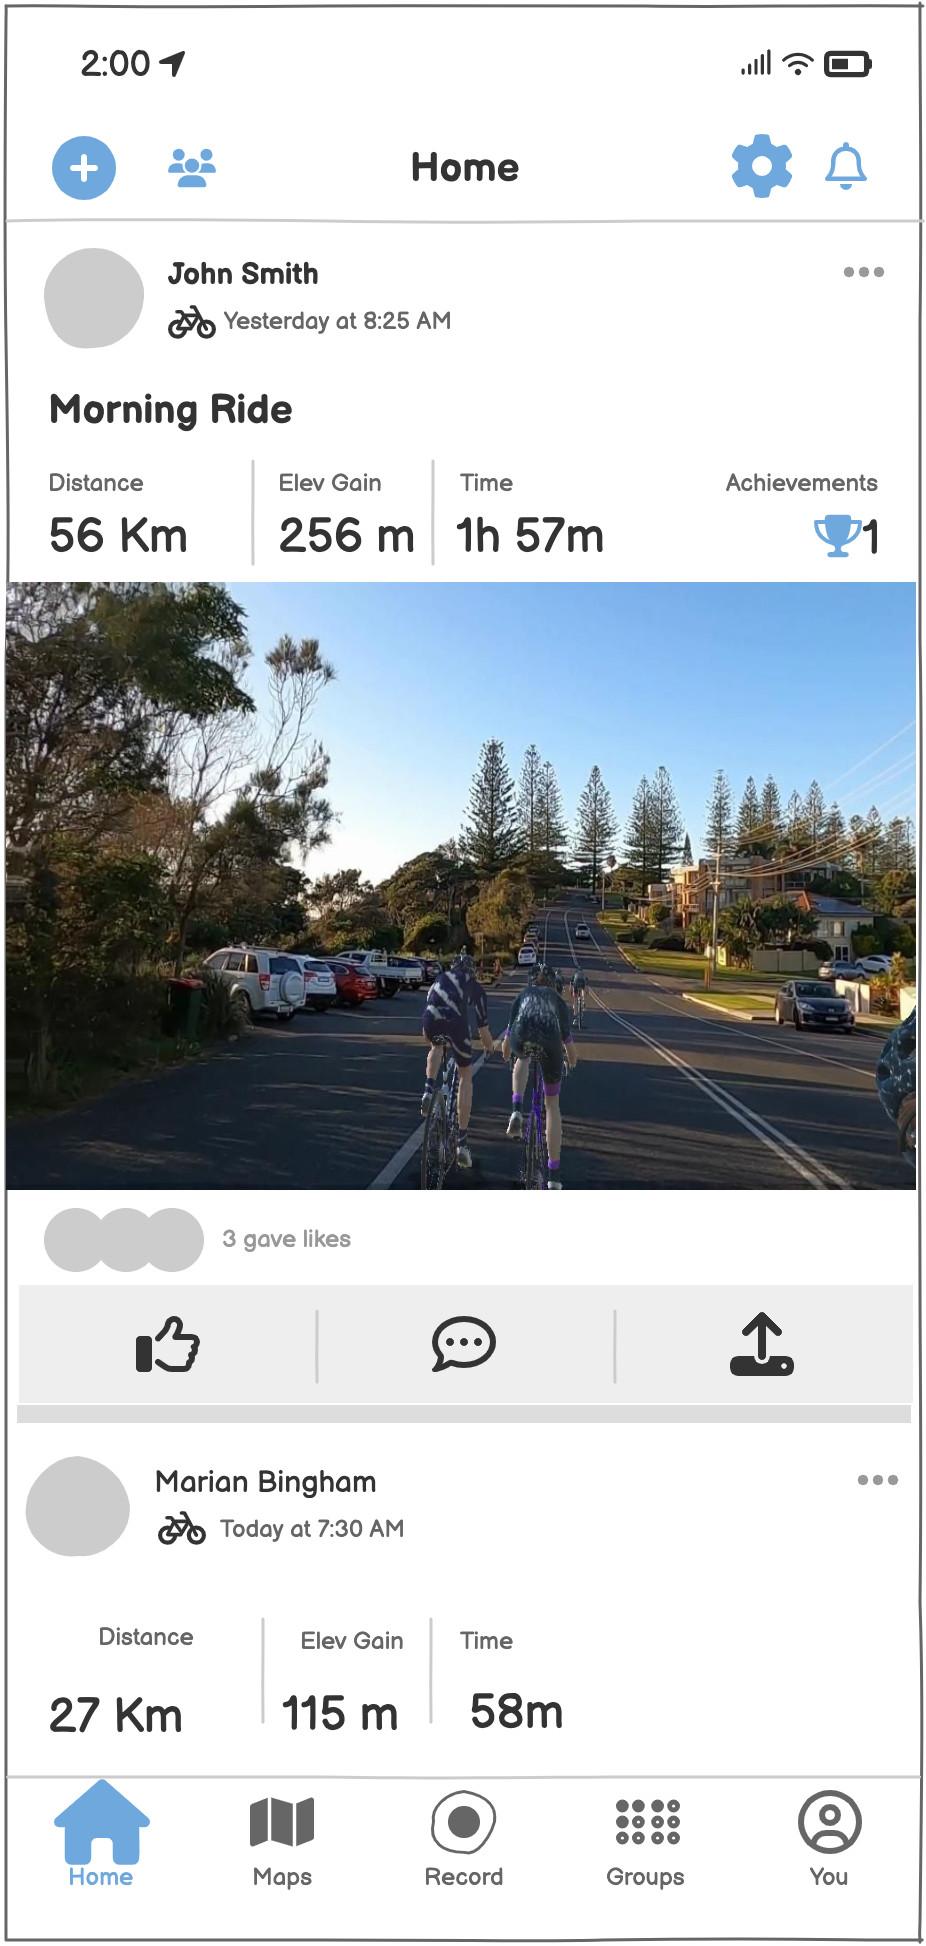 2:00
Home
John Smith
Yesterday at 8:25 AM
Morning Ride
Distance Elev Gain Time Achievements
56 Km 256 m 1h 57m 1
3 gave likes
Marian Bingham
Today at 7:30 AM
Distance Elev Gain Time
27 Km 115 m 58m
Home Maps Record Groups You